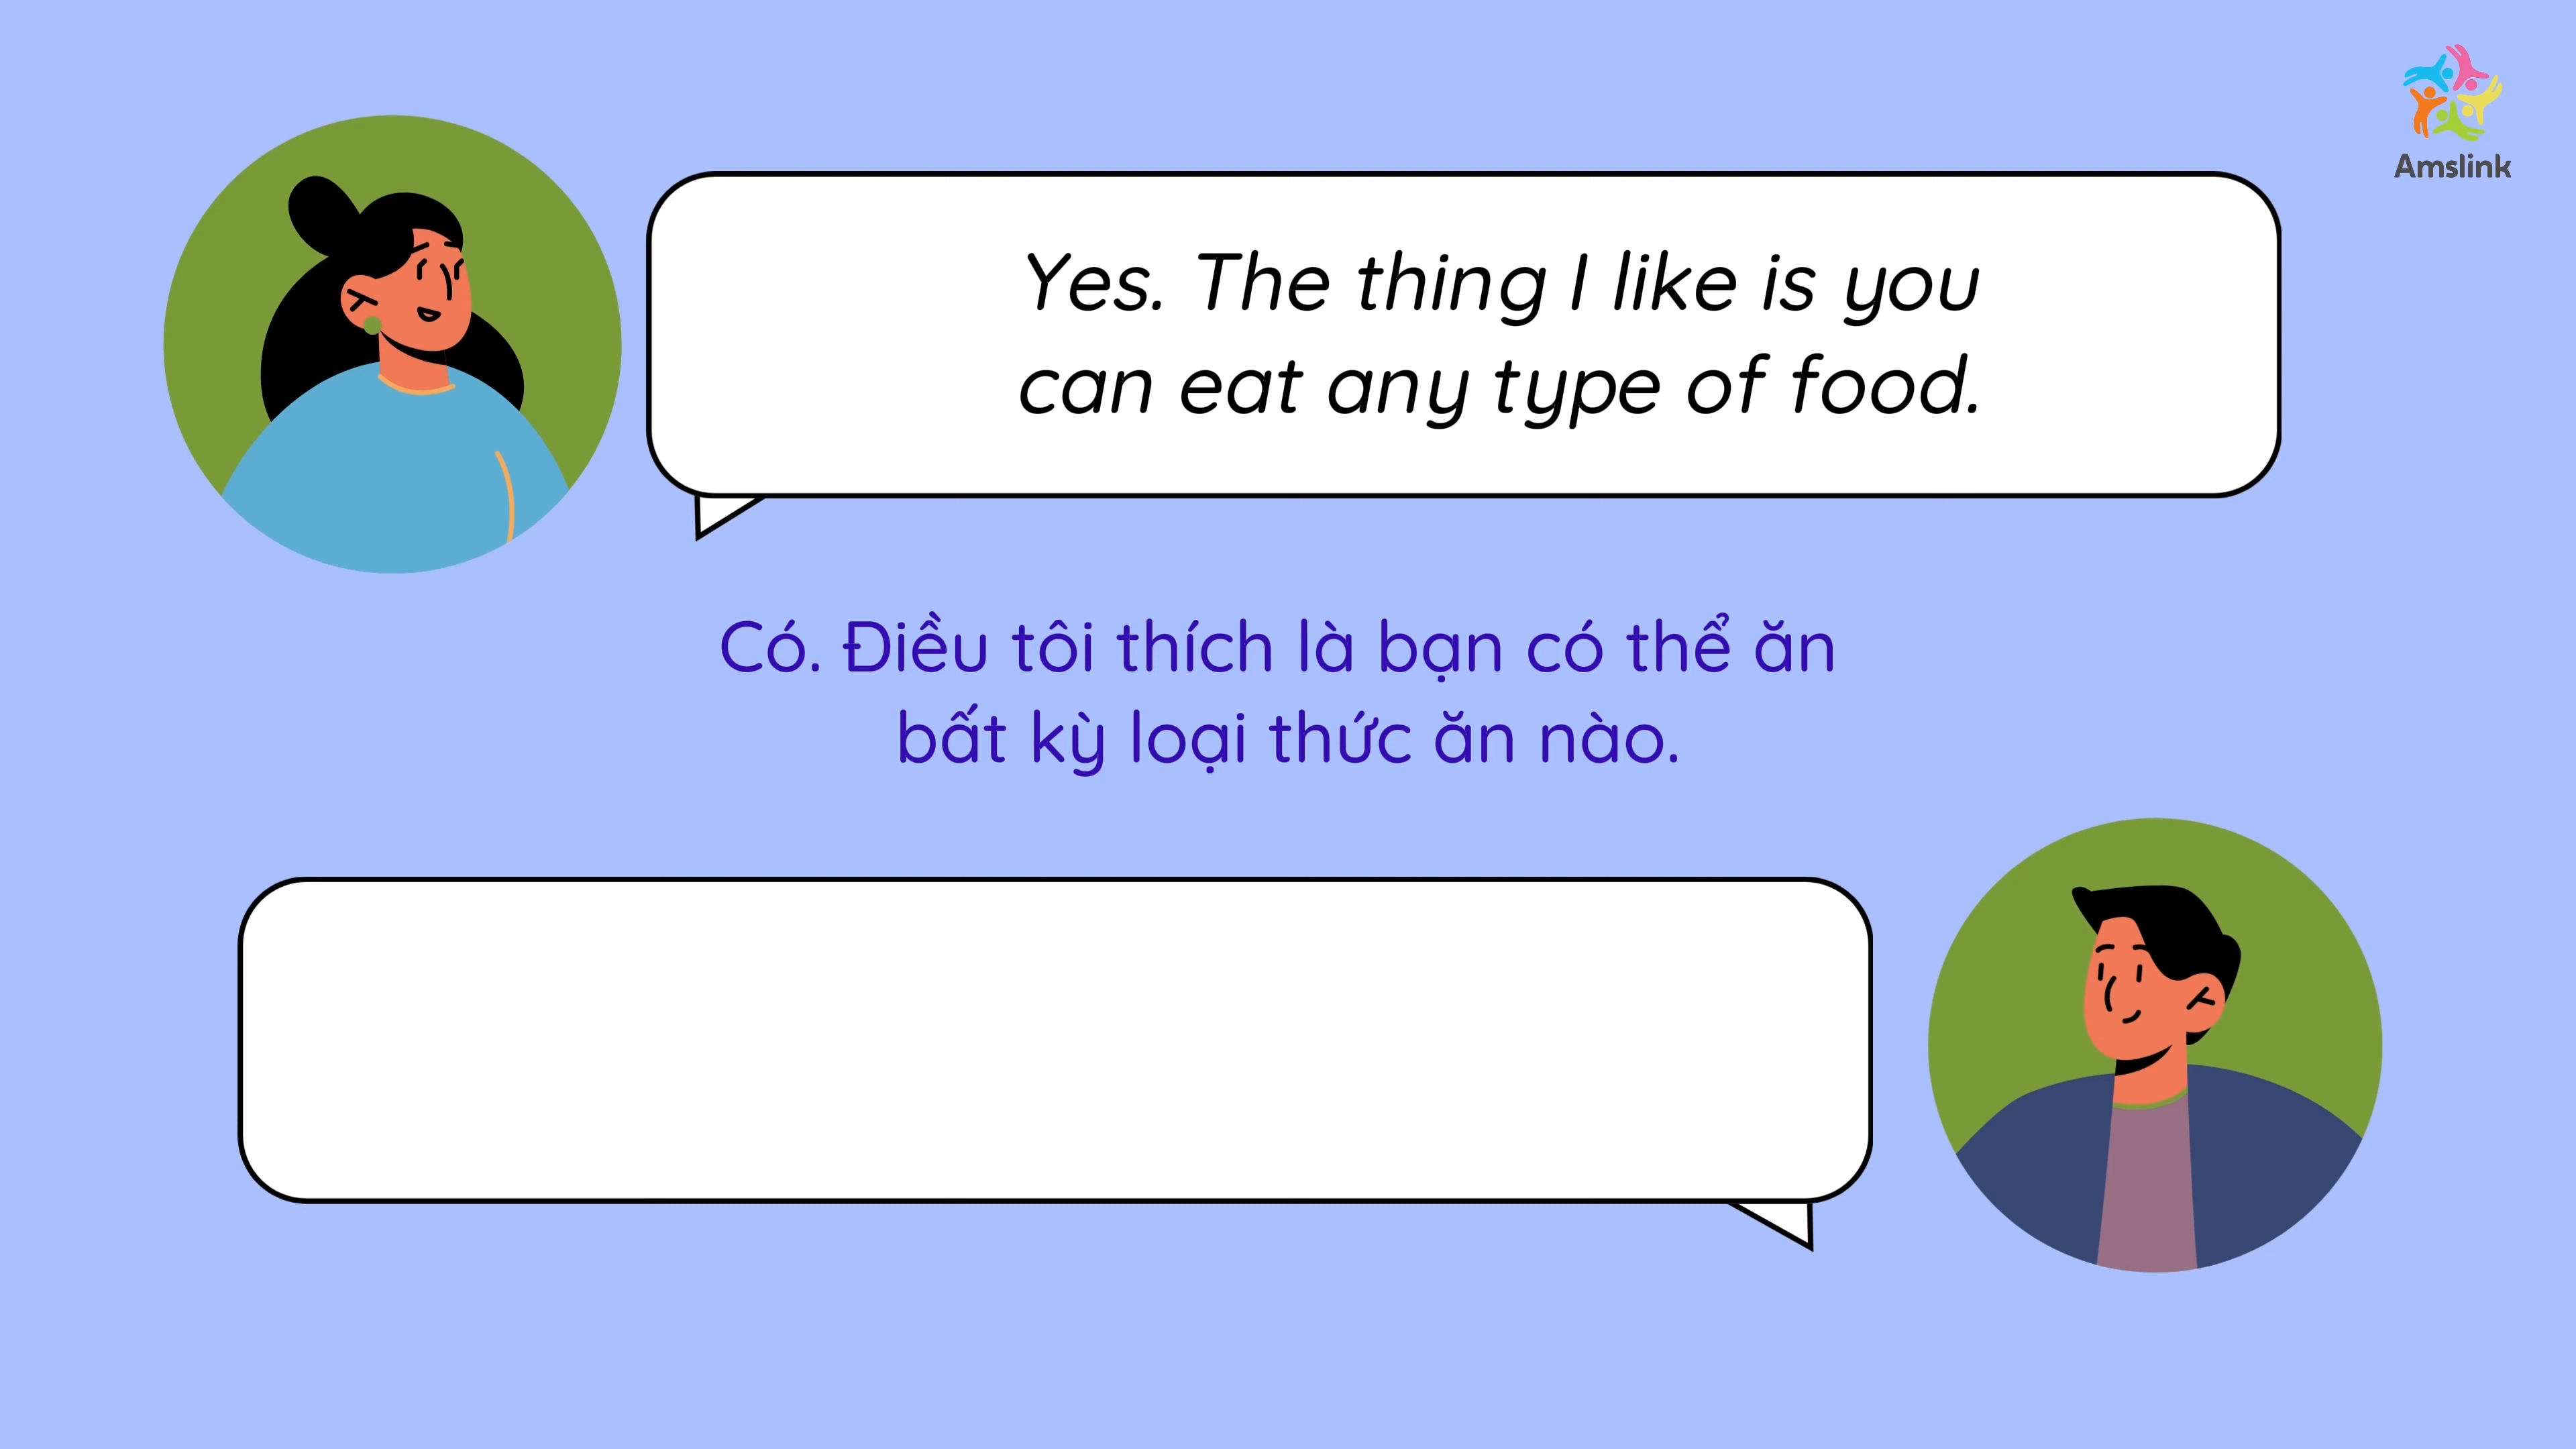 Amslink
Yes. The thing I like is you
can eat any type of food.
Có. Điều tôi thích là bạn có thể ăn
bất kỳ loại thức ăn nào.